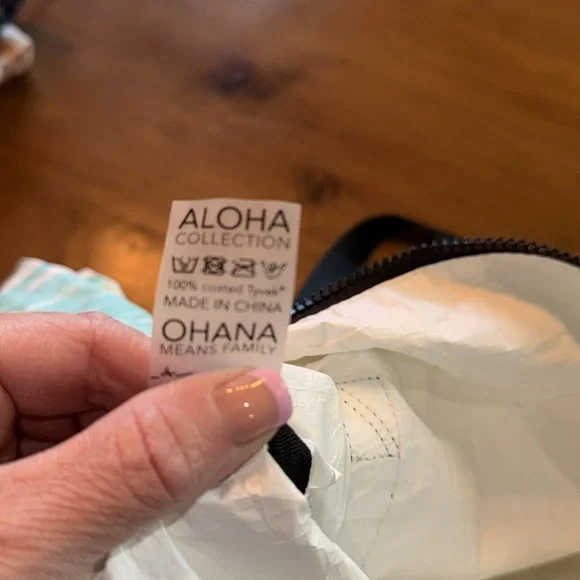 ALOHA
COLLECTION
100% coated Tyvek®
MADE IN CHINA
OHANA
MEANS FAMILY